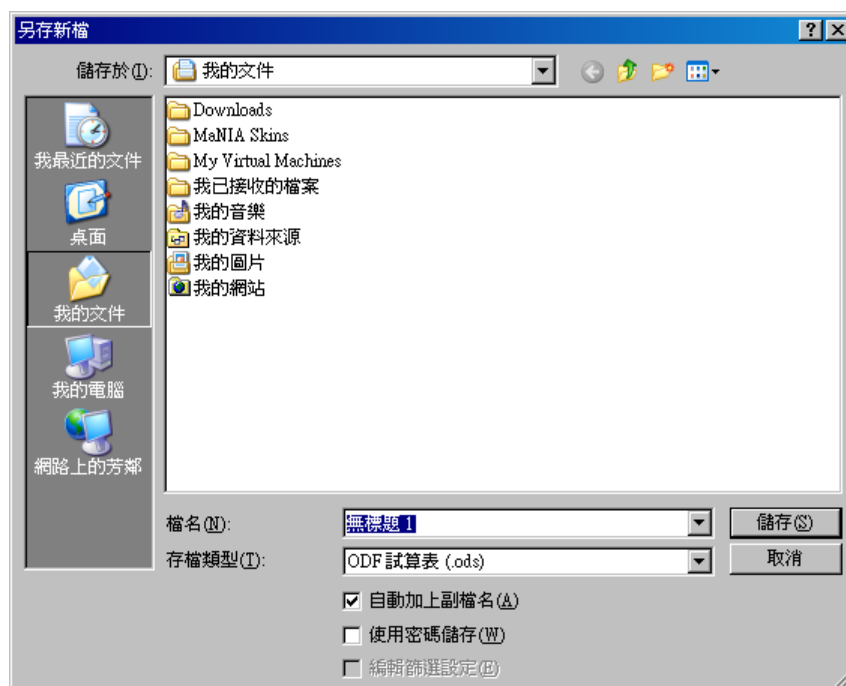 另存新檔
儲存於(I): 我的文件
我最近的文件
桌面
我的文件
我的電腦
網路上的芳鄰
Downloads
MaNIA Skins
My Virtual Machines
我已接收的檔案
我的音樂
我的資料來源
我的圖片
我的網站
檔名(N): 無標題 1 儲存(S)
存檔類型(T): ODF 試算表 (.ods) 取消
自動加上副檔名(A)
使用密碼儲存(W)
編輯篩選設定(E)